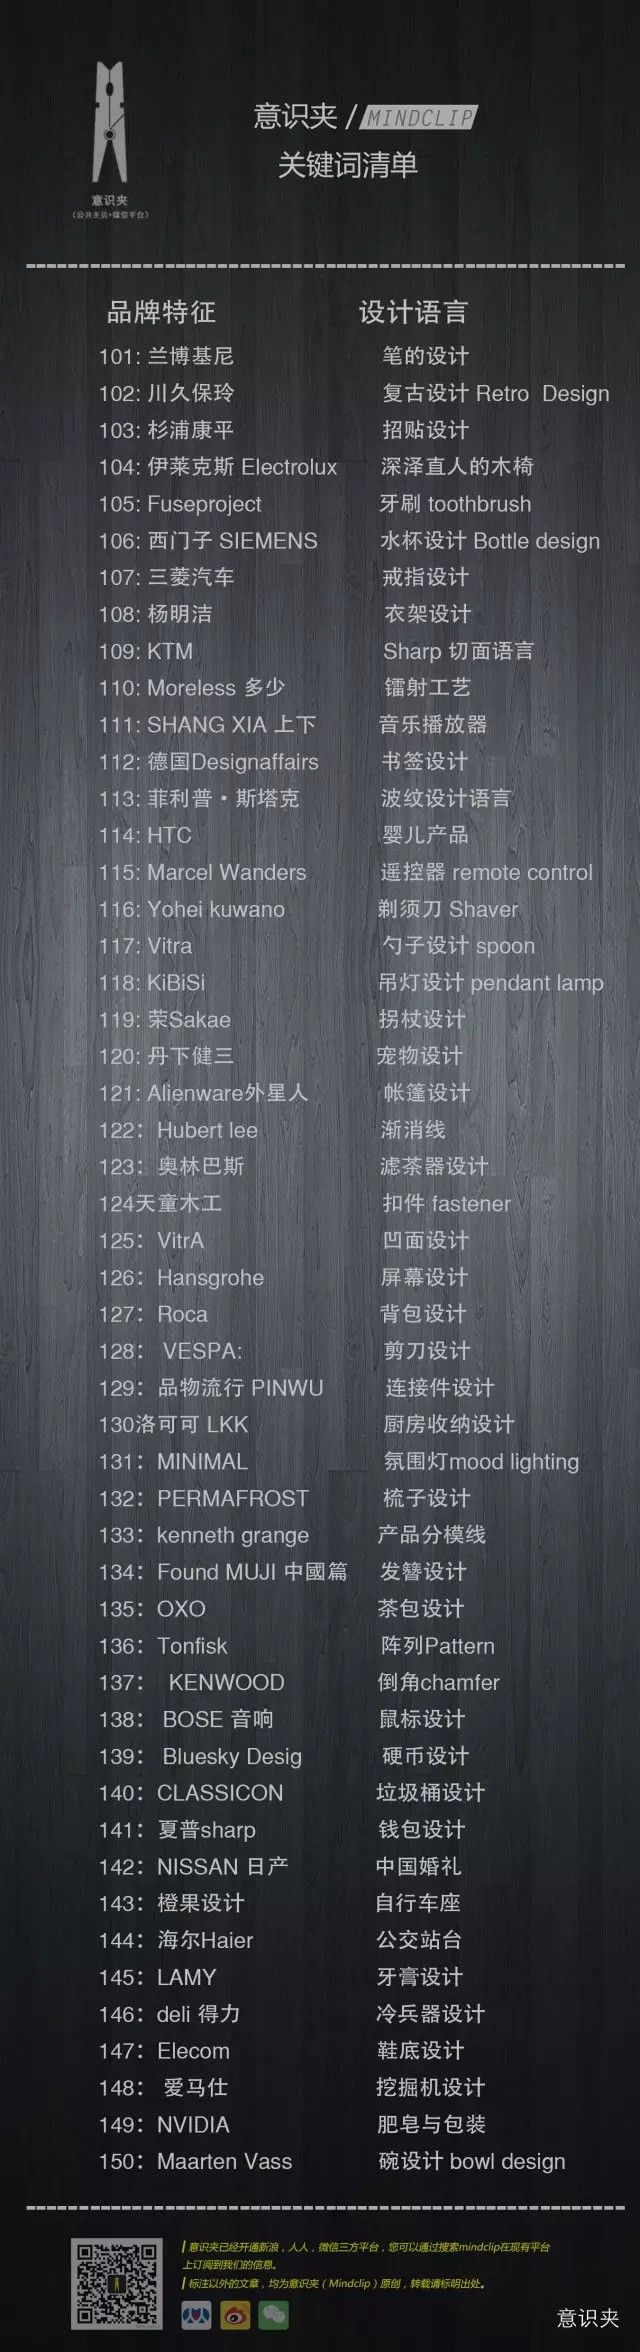 意识夹 / MINDCLIP
关键词清单
意识夹
(公共主页+微信平台)
品牌特征 设计语言
101: 兰博基尼 笔的设计
102: 川久保玲 复古设计 Retro Design
103: 杉浦康平 招贴设计
104: 伊莱克斯 Electrolux 深泽直人的木椅
105: Fuseproject 牙刷 toothbrush
106: 西门子 SIEMENS 水杯设计 Bottle design
107: 三菱汽车 戒指设计
108: 杨明洁 衣架设计
109: KTM Sharp 切面语言
110: Moreless 多少 镭射工艺
111: SHANG XIA 上下 音乐播放器
112: 德国Designaffairs 书签设计
113: 菲利普·斯塔克 波纹设计语言
114: HTC 婴儿产品
115: Marcel Wanders 遥控器 remote control
116: Yohei kuwano 剃须刀 Shaver
117: Vitra 勺子设计 spoon
118: KiBiSi 吊灯设计 pendant lamp
119: 荣Sakae 拐杖设计
120: 丹下健三 宠物设计
121: Alienware外星人 帐篷设计
122：Hubert lee 渐消线
123：奥林巴斯 滤茶器设计
124天童木工 扣件 fastener
125：VitrA 凹面设计
126：Hansgrohe 屏幕设计
127：Roca 背包设计
128： VESPA: 剪刀设计
129：品物流行 PINWU 连接件设计
130洛可可 LKK 厨房收纳设计
131：MINIMAL 氛围灯mood lighting
132：PERMAFROST 梳子设计
133：kenneth grange 产品分模线
134：Found MUJI 中國篇 发簪设计
135：OXO 茶包设计
136：Tonfisk 阵列Pattern
137： KENWOOD 倒角chamfer
138： BOSE 音响 鼠标设计
139： Bluesky Desig 硬币设计
140：CLASSICON 垃圾桶设计
141：夏普sharp 钱包设计
142：NISSAN 日产 中国婚礼
143：橙果设计 自行车座
144：海尔Haier 公交站台
145：LAMY 牙膏设计
146：deli 得力 冷兵器设计
147：Elecom 鞋底设计
148： 爱马仕 挖掘机设计
149：NVIDIA 肥皂与包装
150：Maarten Vass 碗设计 bowl design
意识夹已经开通新浪，人人，微信三方平台，您可以通过搜索mindclip在现有平台
上订阅到我们的信息。
标注以外的文章，均为意识夹（Mindclip）原创，转载请标明出处。
意识夹